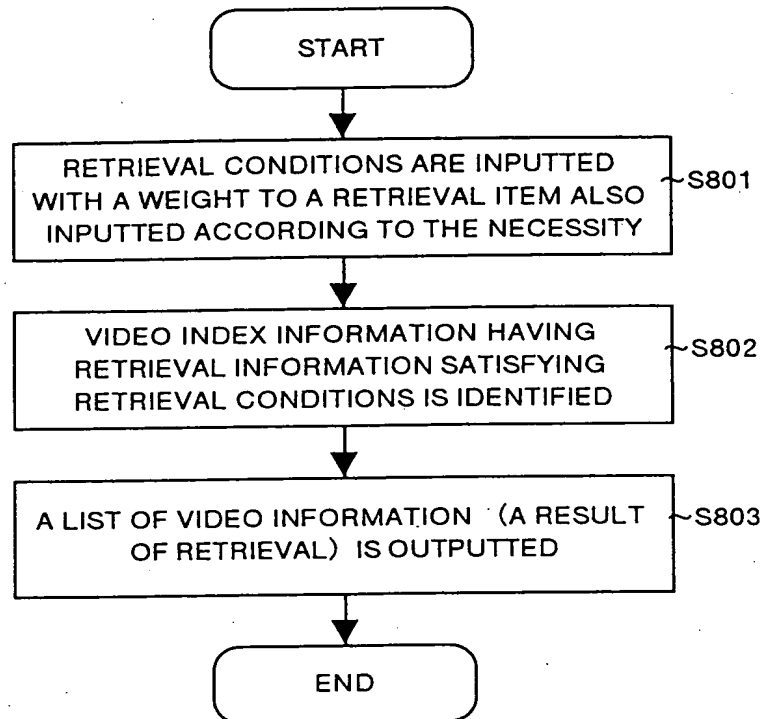 START
RETRIEVAL CONDITIONS ARE INPUTTED
WITH A WEIGHT TO A RETRIEVAL ITEM ALSO
INPUTTED ACCORDING TO THE NECESSITY
S801
VIDEO INDEX INFORMATION HAVING
RETRIEVAL INFORMATION SATISFYING
RETRIEVAL CONDITIONS IS IDENTIFIED
S802
A LIST OF VIDEO INFORMATION (A RESULT
OF RETRIEVAL) IS OUTPUTTED
S803
END